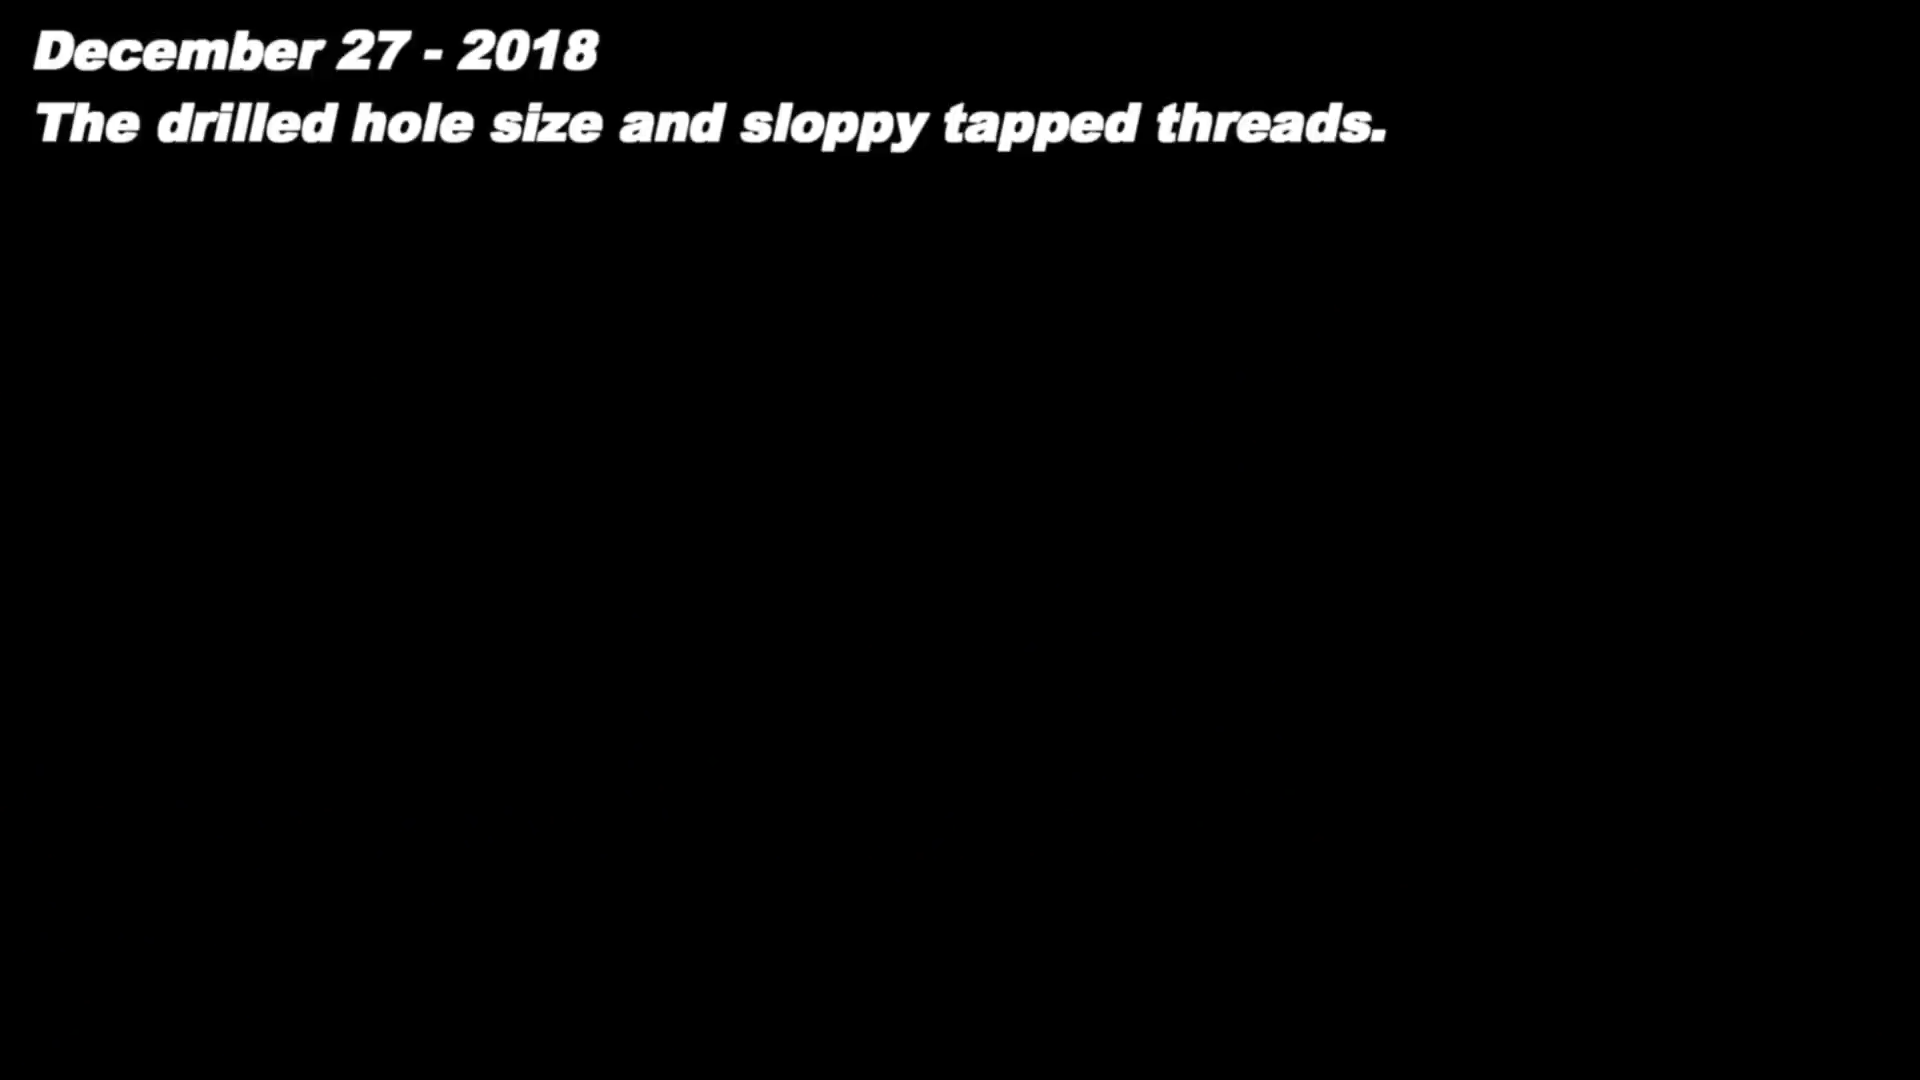 December 27 - 2018
The drilled hole size and sloppy tapped threads.